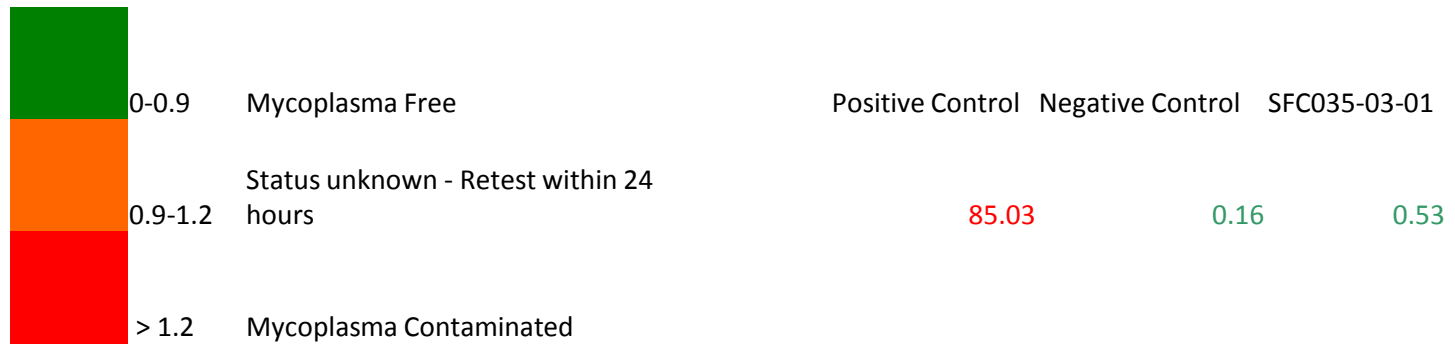 0-0.9 Mycoplasma Free Positive Control Negative Control SFC035-03-01
Status unknown - Retest within 24
0.9-1.2 hours 85.03 0.16 0.53
> 1.2 Mycoplasma Contaminated